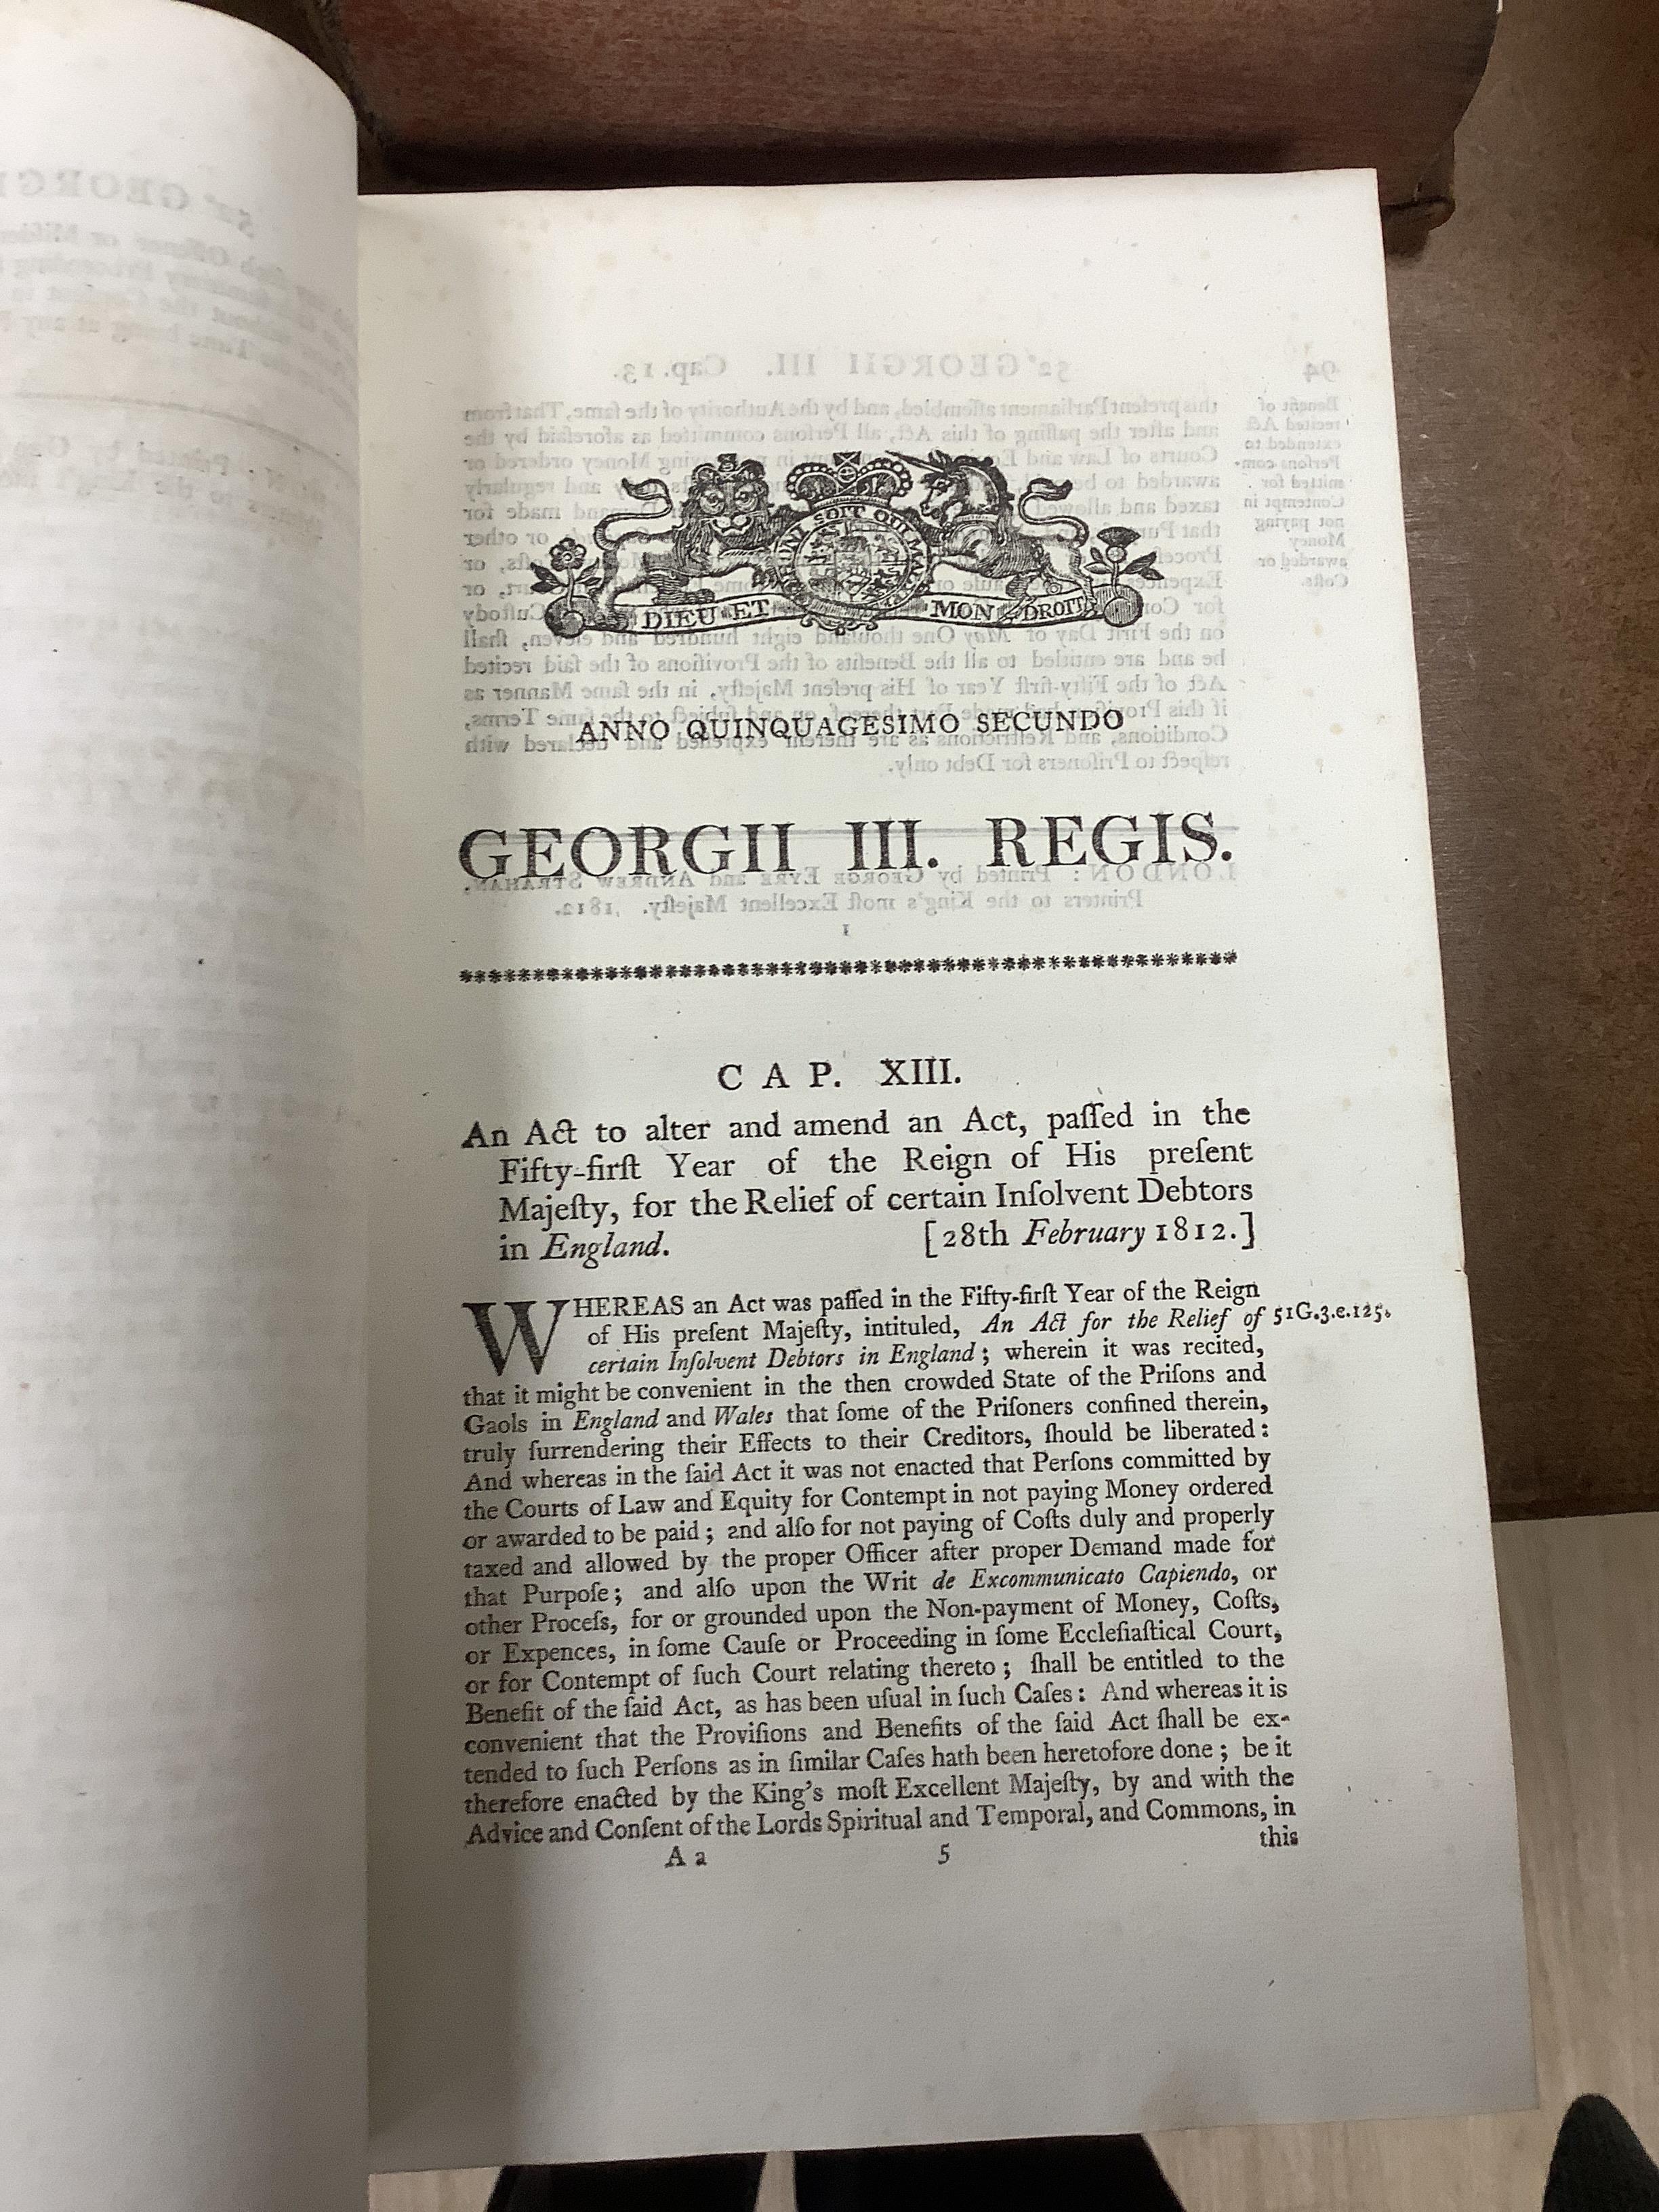 HONI SOIT QUI MAL Y PENSE
DIEU ET MON DROIT
ANNO QUINQUAGESIMO SECUNDO
GEORGII III. REGIS.
CAP. XIII.
An Act to alter and amend an Act, paſſed in the
Fifty-firſt Year of the Reign of His preſent
Majeſty, for the Relief of certain Inſolvent Debtors
in England. [28th February 1812.]
WHEREAS an Act was paſſed in the Fifty-firſt Year of the Reign
of His preſent Majeſty, intituled, An Act for the Relief of 51G.3.c.125.
certain Inſolvent Debtors in England; wherein it was recited,
that it might be convenient in the then crowded State of the Priſons and
Gaols in England and Wales that ſome of the Priſoners confined therein,
truly ſurrendering their Effects to their Creditors, ſhould be liberated:
And whereas in the ſaid Act it was not enacted that Perſons committed by
the Courts of Law and Equity for Contempt in not paying Money ordered
or awarded to be paid; and alſo for not paying of Coſts duly and properly
taxed and allowed by the proper Officer after proper Demand made for
that Purpoſe; and alſo upon the Writ de Excommunicato Capiendo, or
other Proceſs, for or grounded upon the Non-payment of Money, Coſts,
or Expences, in ſome Cauſe or Proceeding in ſome Eccleſiaſtical Court,
or for Contempt of ſuch Court relating thereto; ſhall be entitled to the
Benefit of the ſaid Act, as has been uſual in ſuch Caſes: And whereas it is
convenient that the Proviſions and Benefits of the ſaid Act ſhall be ex-
tended to ſuch Perſons as in ſimilar Caſes hath been heretofore done; be it
therefore enacted by the King's moſt Excellent Majeſty, by and with the
Advice and Conſent of the Lords Spiritual and Temporal, and Commons, in
A a 5 this